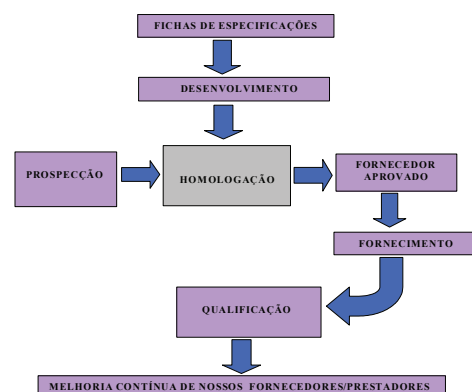 FICHAS DE ESPECIFICAÇÕES
DESENVOLVIMENTO
PROSPECÇÃO
HOMOLOGAÇÃO
FORNECEDOR
APROVADO
FORNECIMENTO
QUALIFICAÇÃO
MELHORIA CONTÍNUA DE NOSSOS FORNECEDORES/PRESTADORES